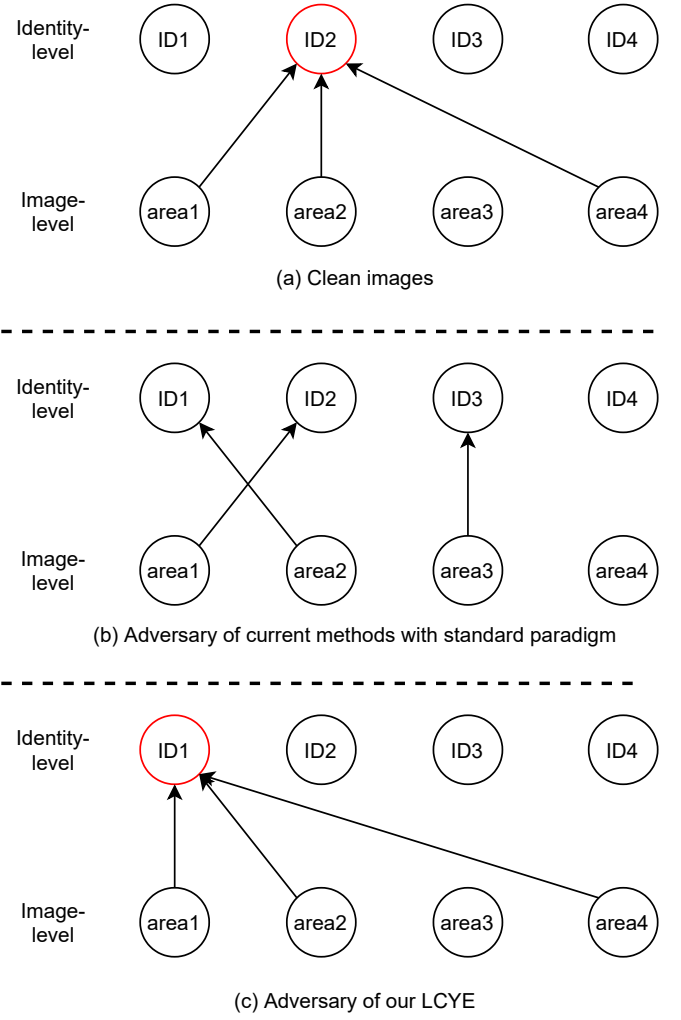 Identity-
level
ID1
ID2
ID3
ID4
Image-
level
area1
area2
area3
area4
(a) Clean images
Identity-
level
ID1
ID2
ID3
ID4
Image-
level
area1
area2
area3
area4
(b) Adversary of current methods with standard paradigm
Identity-
level
ID1
ID2
ID3
ID4
Image-
level
area1
area2
area3
area4
(c) Adversary of our LCYE